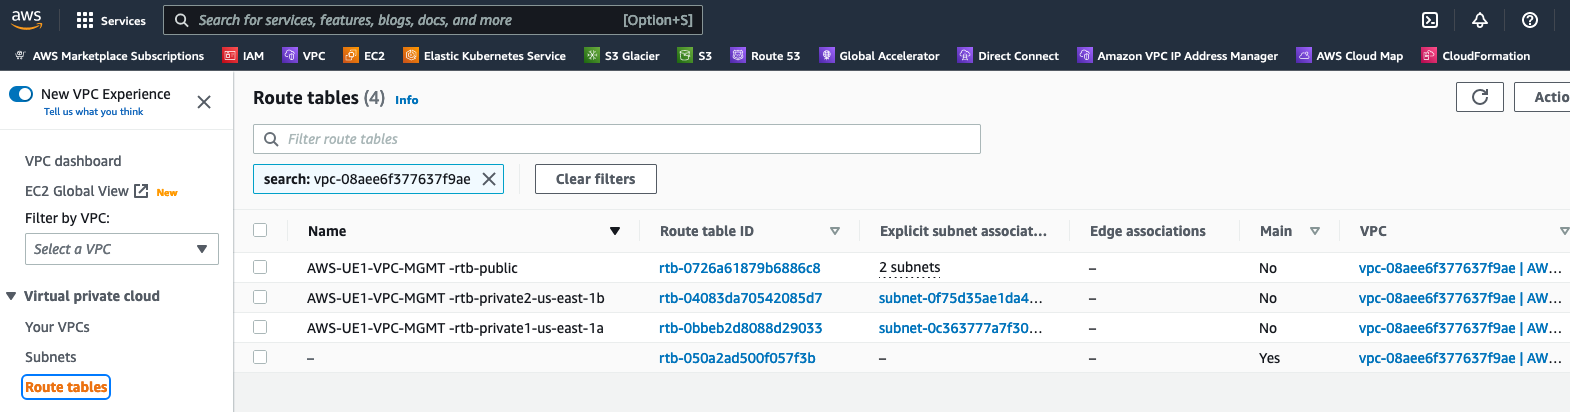 aws Services Search for services, features, blogs, docs, and more [Option+S]
AWS Marketplace Subscriptions IAM VPC EC2 Elastic Kubernetes Service S3 Glacier S3 Route 53 Global Accelerator Direct Connect Amazon VPC IP Address Manager AWS Cloud Map CloudFormation
New VPC Experience
Tell us what you think
VPC dashboard
EC2 Global View New
Filter by VPC:
Select a VPC
Virtual private cloud
Your VPCs
Subnets
Route tables
Route tables (4) Info
Actio
Filter route tables
search: vpc-08aee6f377637f9ae
Clear filters
Name Route table ID Explicit subnet associat... Edge associations Main VPC
AWS-UE1-VPC-MGMT -rtb-public rtb-0726a61879b6886c8 2 subnets – No vpc-08aee6f377637f9ae | AW...
AWS-UE1-VPC-MGMT -rtb-private2-us-east-1b rtb-04083da70542085d7 subnet-0f75d35ae1da4... – No vpc-08aee6f377637f9ae | AW...
AWS-UE1-VPC-MGMT -rtb-private1-us-east-1a rtb-0bbeb2d8088d29033 subnet-0c363777a7f30... – No vpc-08aee6f377637f9ae | AW...
– rtb-050a2ad500f057f3b – – Yes vpc-08aee6f377637f9ae | AW...